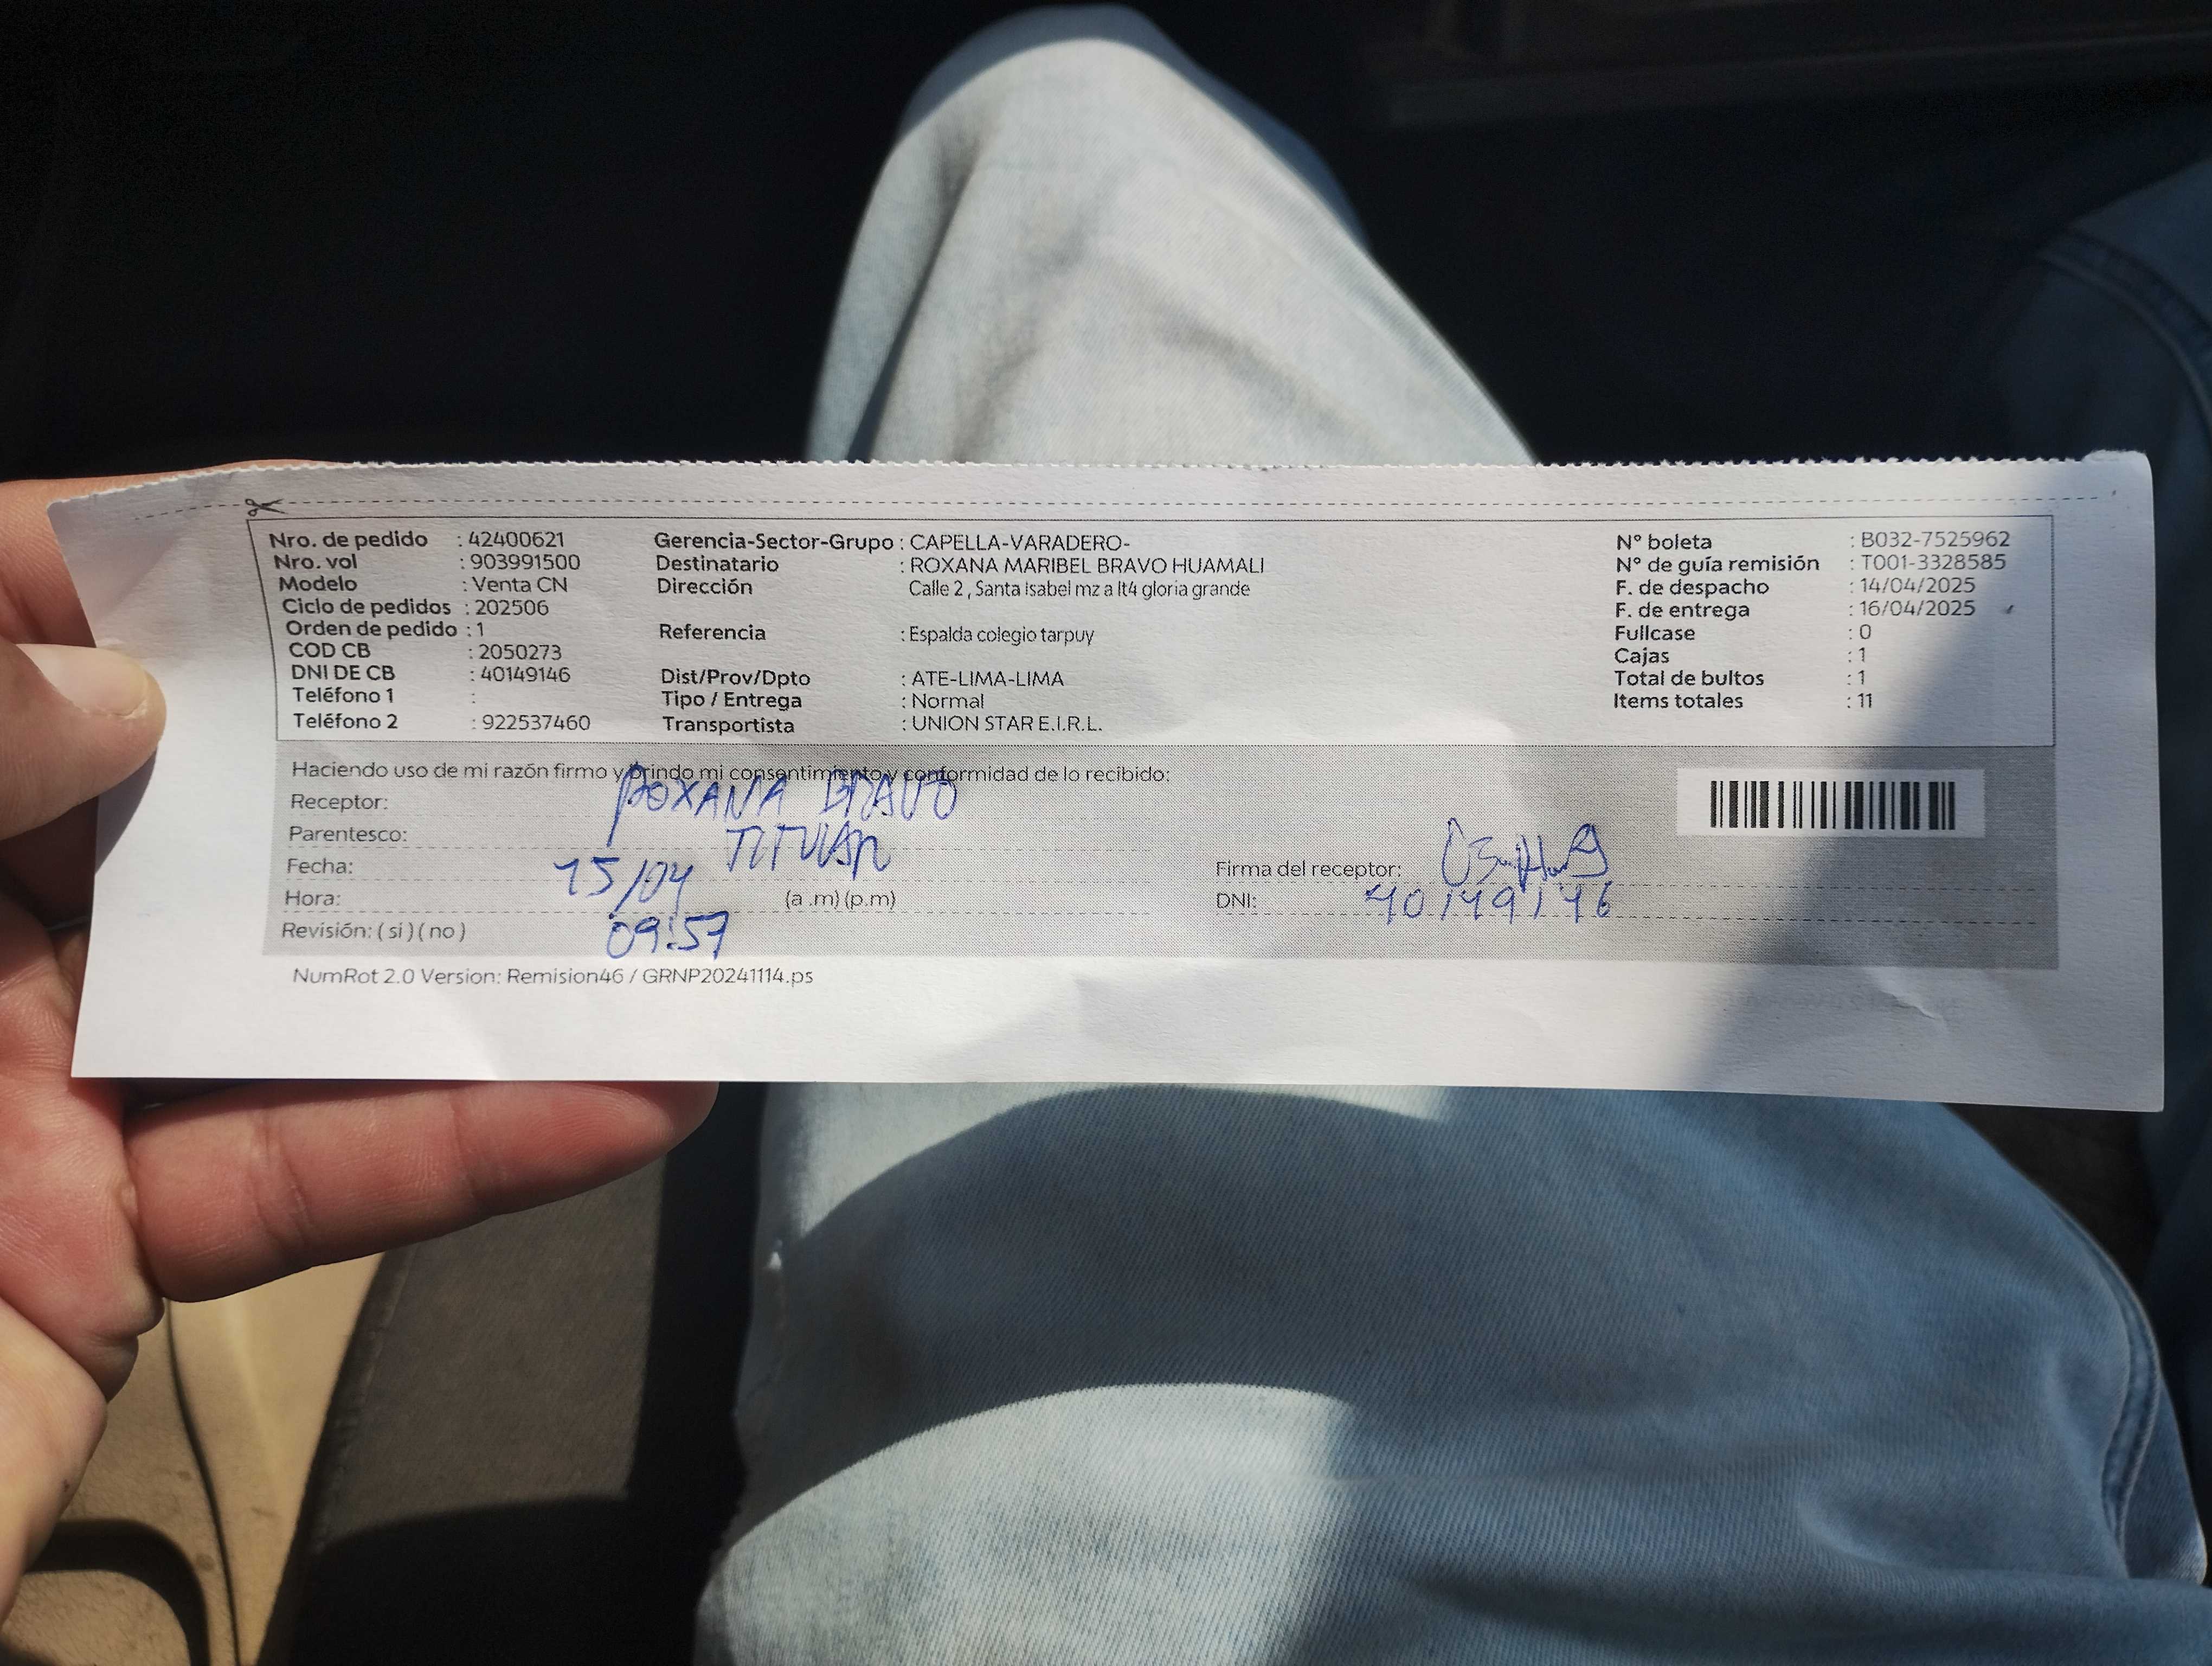 Nro. de pedido : 42400621
Nro. vol : 903991500
Modelo : Venta CN
Ciclo de pedidos : 202506
Orden de pedido : 1
COD CB : 2050273
DNI DE CB : 40149146
Teléfono 1 :
Teléfono 2 : 922537460
Gerencia-Sector-Grupo : CAPELLA-VARADERO-
Destinatario : ROXANA MARIBEL BRAVO HUAMALI
Dirección Calle 2 , Santa isabel mz a lt4 gloria grande
Referencia : Espalda colegio tarpuy
Dist/Prov/Dpto : ATE-LIMA-LIMA
Tipo / Entrega : Normal
Transportista : UNION STAR E.I.R.L.
N° boleta : B032-7525962
N° de guía remisión : T001-3328585
F. de despacho : 14/04/2025
F. de entrega : 16/04/2025
Fullcase : 0
Cajas : 1
Total de bultos : 1
Items totales : 11
Haciendo uso de mi razón firmo y brindo mi consentimiento y conformidad de lo recibido:
Receptor: ROXANA BRAVO
Parentesco: TITULAR
Fecha: 15/04
Hora: 09:57 (a .m) (p.m)
Revisión: ( si ) ( no )
Firma del receptor:
DNI: 40149146
NumRot 2.0 Version: Remision46 / GRNP20241114.ps